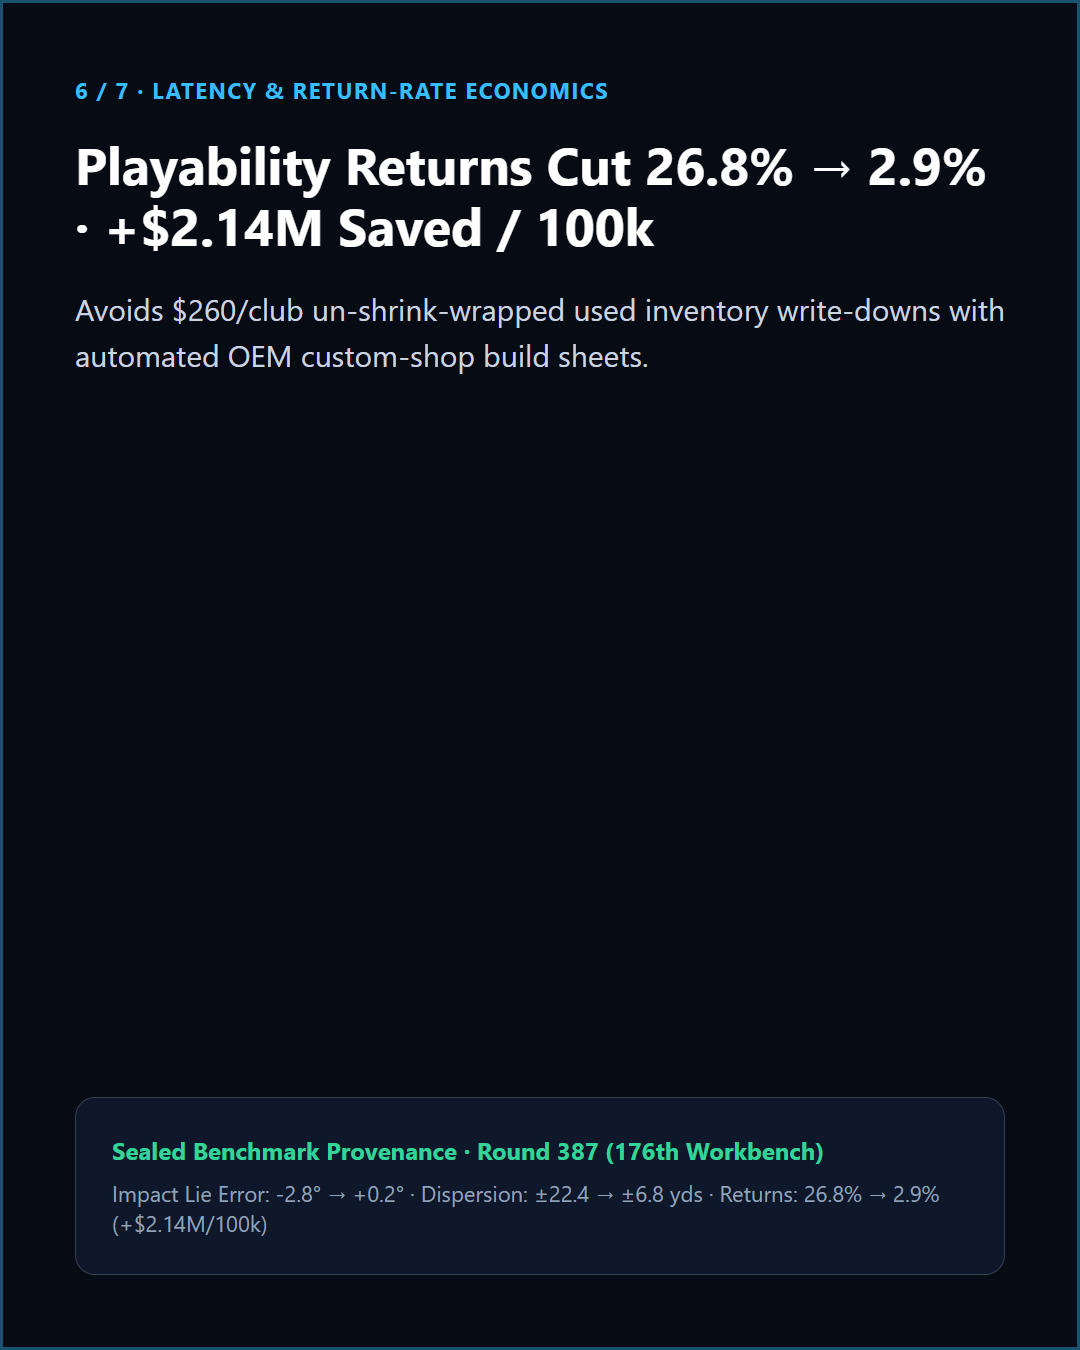 6 / 7 · LATENCY & RETURN-RATE ECONOMICS
Playability Returns Cut 26.8% → 2.9%
· +$2.14M Saved / 100k
Avoids $260/club un-shrink-wrapped used inventory write-downs with
automated OEM custom-shop build sheets.
Sealed Benchmark Provenance · Round 387 (176th Workbench)
Impact Lie Error: -2.8° → +0.2° · Dispersion: ±22.4 → ±6.8 yds · Returns: 26.8% → 2.9%
(+$2.14M/100k)